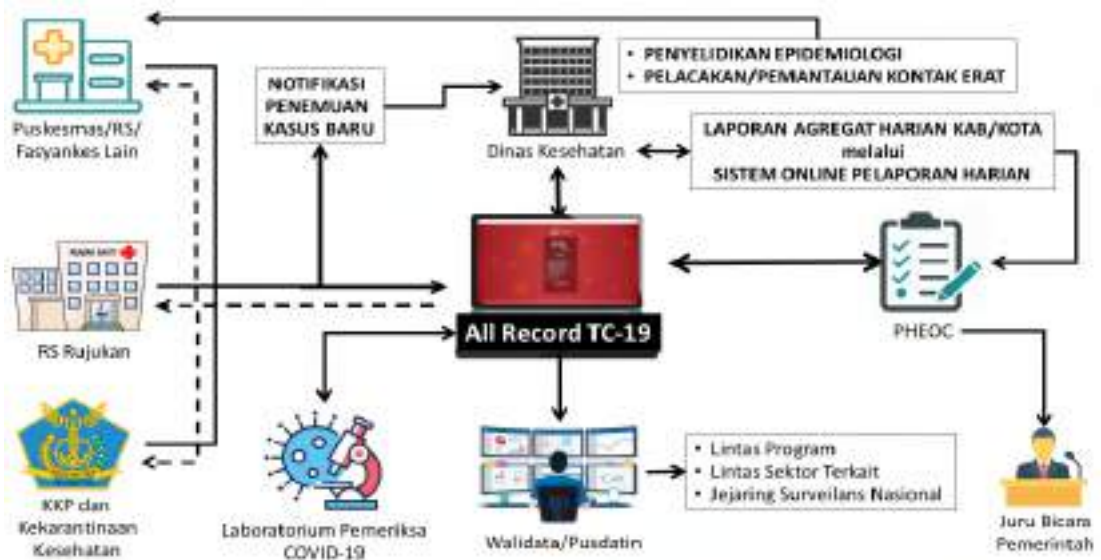 Puskesmas/RS/
Fasyankes Lain
NOTIFIKASI
PENEMUAN
KASUS BARU
Dinas Kesehatan
• PENYELIDIKAN EPIDEMIOLOGI
• PELACAKAN/PEMANTAUAN KONTAK ERAT
LAPORAN AGREGAT HARIAN KAB/KOTA
melalui
SISTEM ONLINE PELAPORAN HARIAN
RS Rujukan
All Record TC-19
PHEOC
KKP dan
Kekarantinaan
Kesehatan
Laboratorium Pemeriksa
COVID-19
Walidata/Pusdatin
• Lintas Program
• Lintas Sektor Terkait
• Jejaring Surveilans Nasional
Juru Bicara
Pemerintah